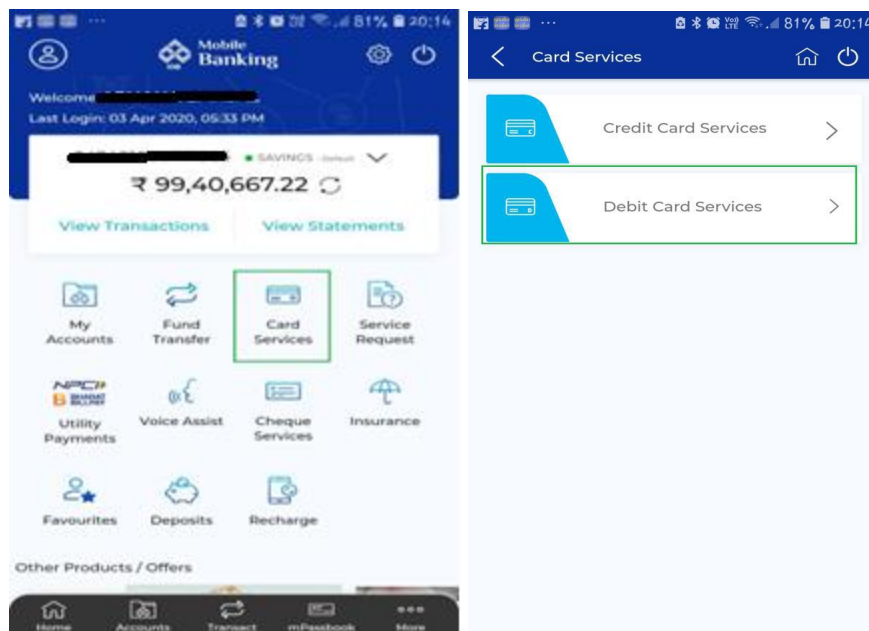 81% 20:14
Mobile
Banking
Welcome
Last Login: 03 Apr 2020, 05:33 PM
SAVINGS -Default
₹ 99,40,667.22
View Transactions View Statements
My Accounts
Fund Transfer
Card Services
Service Request
BHARAT BILLPAY
Utility Payments
Voice Assist
Cheque Services
Insurance
Favourites
Deposits
Recharge
Other Products / Offers
Home Accounts Transact mPassbook More
81% 20:14
Card Services
Credit Card Services
Debit Card Services